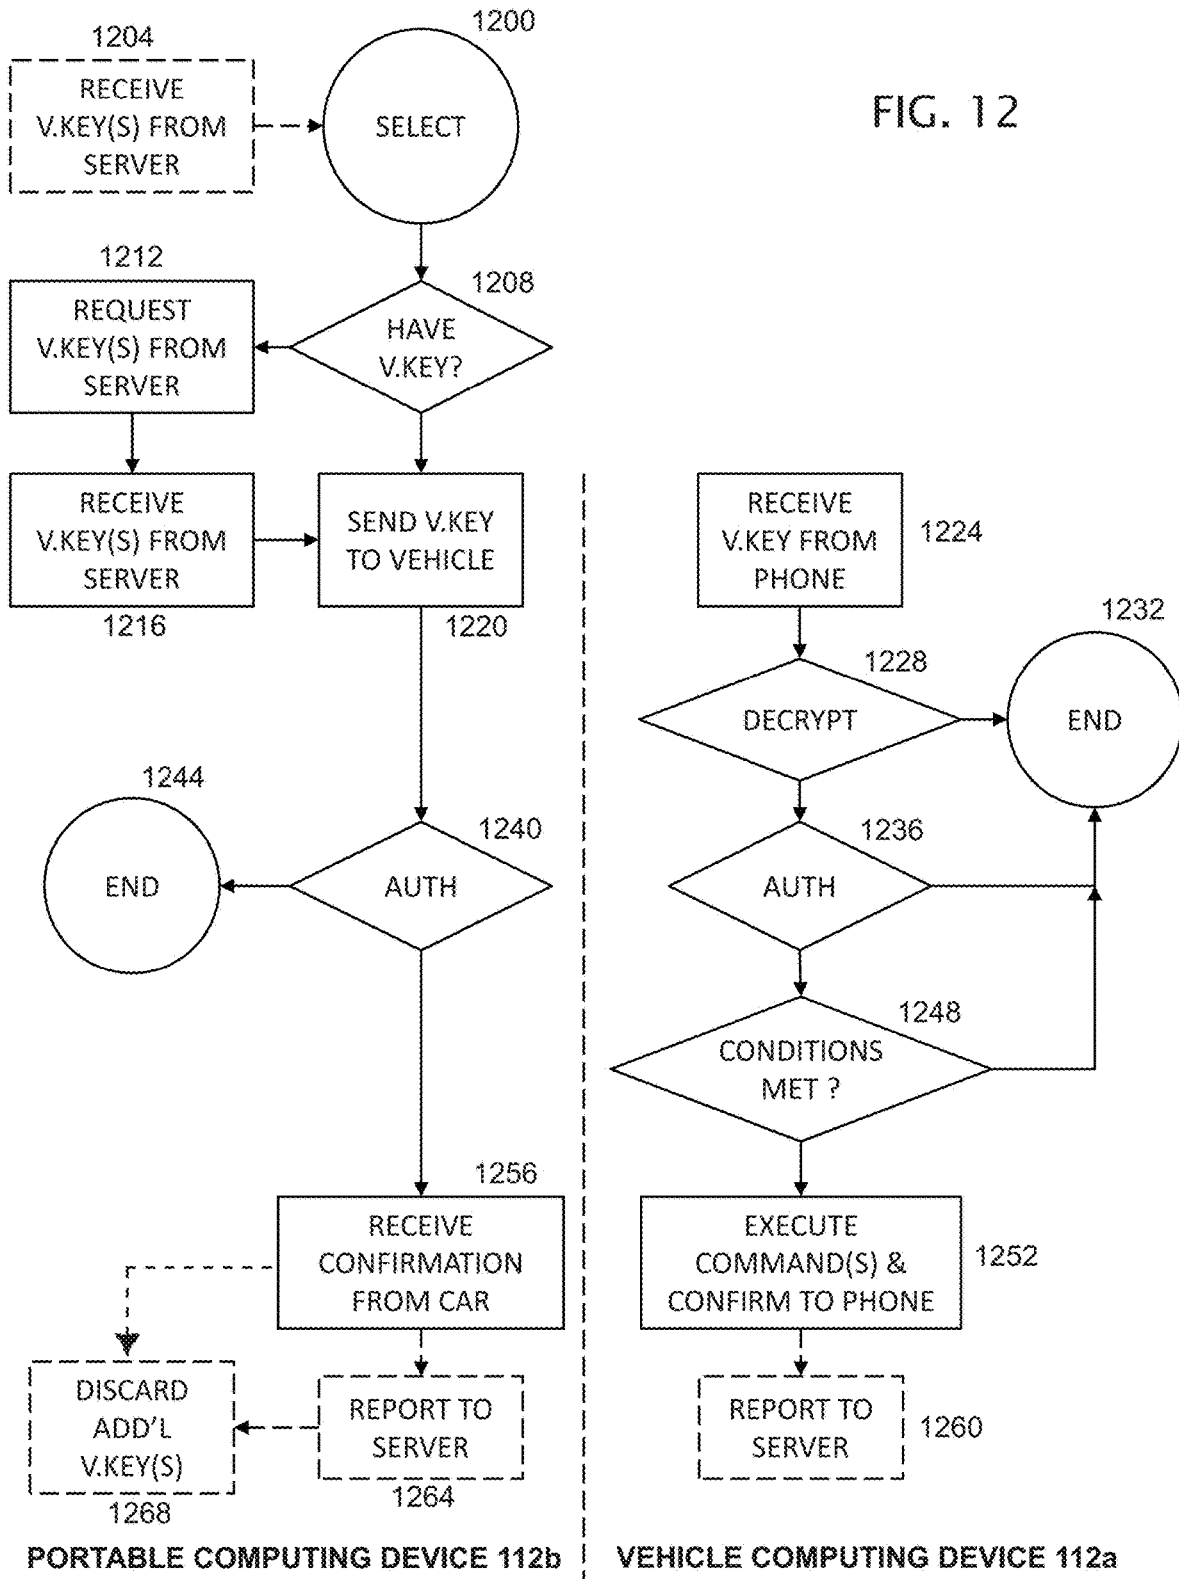 1204
RECEIVE
V.KEY(S) FROM
SERVER
1200
SELECT
FIG. 12
1212
REQUEST
V.KEY(S) FROM
SERVER
1208
HAVE
V.KEY?
RECEIVE
V.KEY(S) FROM
SERVER
1216
SEND V.KEY
TO VEHICLE
1220
RECEIVE
V.KEY FROM
PHONE
1224
1228
DECRYPT
1232
END
1244
END
1240
AUTH
1236
AUTH
1248
CONDITIONS
MET ?
1256
RECEIVE
CONFIRMATION
FROM CAR
EXECUTE
COMMAND(S) &
CONFIRM TO PHONE
1252
DISCARD
ADD'L
V.KEY(S)
1268
REPORT TO
SERVER
1264
REPORT TO
SERVER
1260
PORTABLE COMPUTING DEVICE 112b
VEHICLE COMPUTING DEVICE 112a